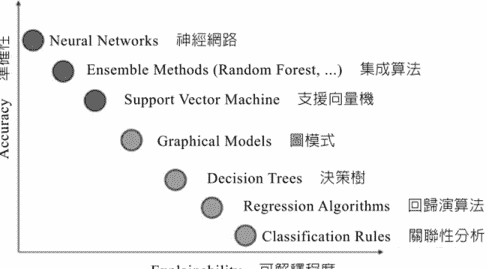 Neural Networks 神經網路
Ensemble Methods (Random Forest, ...) 集成算法
Support Vector Machine 支援向量機
Graphical Models 圖模式
Decision Trees 決策樹
Regression Algorithms 回歸演算法
Classification Rules 關聯性分析
Accuracy 準確性
Explainability 可解釋程度